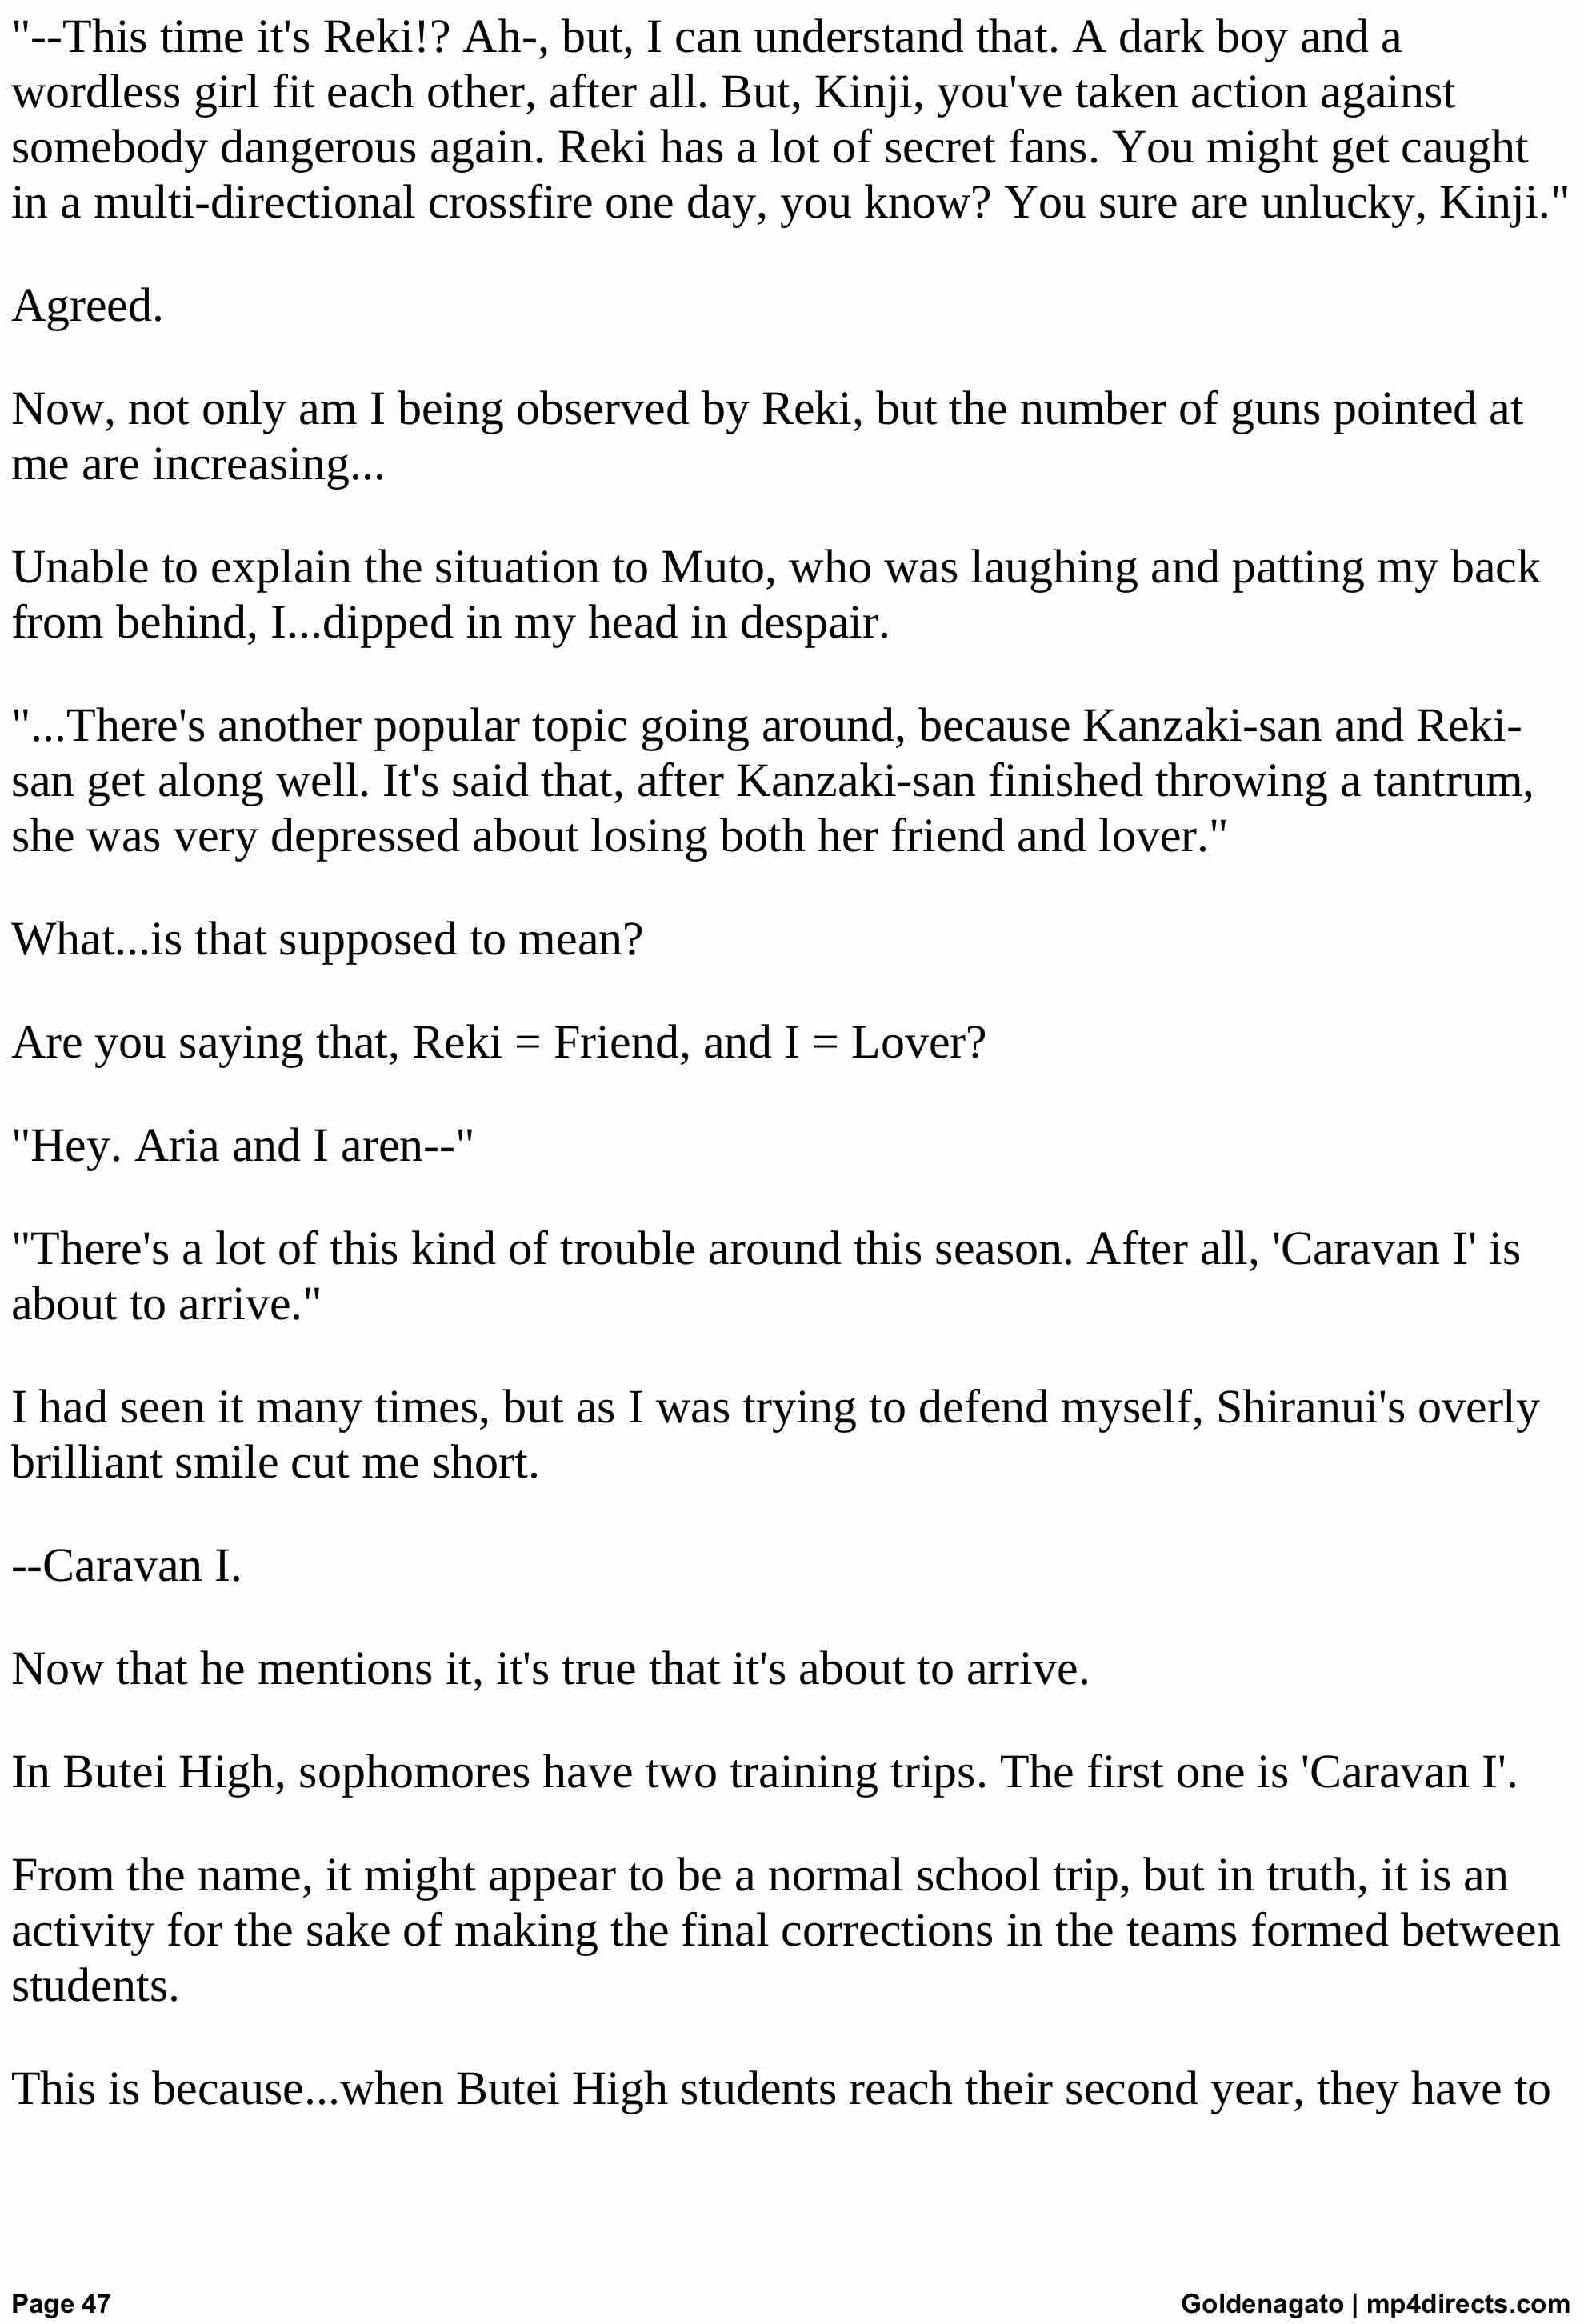 "--This time it's Reki!? Ah-, but, I can understand that. A dark boy and a
wordless girl fit each other, after all. But, Kinji, you've taken action against
somebody dangerous again. Reki has a lot of secret fans. You might get caught
in a multi-directional crossfire one day, you know? You sure are unlucky, Kinji."
Agreed.
Now, not only am I being observed by Reki, but the number of guns pointed at
me are increasing...
Unable to explain the situation to Muto, who was laughing and patting my back
from behind, I...dipped in my head in despair.
"...There's another popular topic going around, because Kanzaki-san and Reki-
san get along well. It's said that, after Kanzaki-san finished throwing a tantrum,
she was very depressed about losing both her friend and lover."
What...is that supposed to mean?
Are you saying that, Reki = Friend, and I = Lover?
"Hey. Aria and I aren--"
"There's a lot of this kind of trouble around this season. After all, 'Caravan I' is
about to arrive."
I had seen it many times, but as I was trying to defend myself, Shiranui's overly
brilliant smile cut me short.
--Caravan I.
Now that he mentions it, it's true that it's about to arrive.
In Butei High, sophomores have two training trips. The first one is 'Caravan I'.
From the name, it might appear to be a normal school trip, but in truth, it is an
activity for the sake of making the final corrections in the teams formed between
students.
This is because...when Butei High students reach their second year, they have to
Page 47
Goldenagato | mp4directs.com